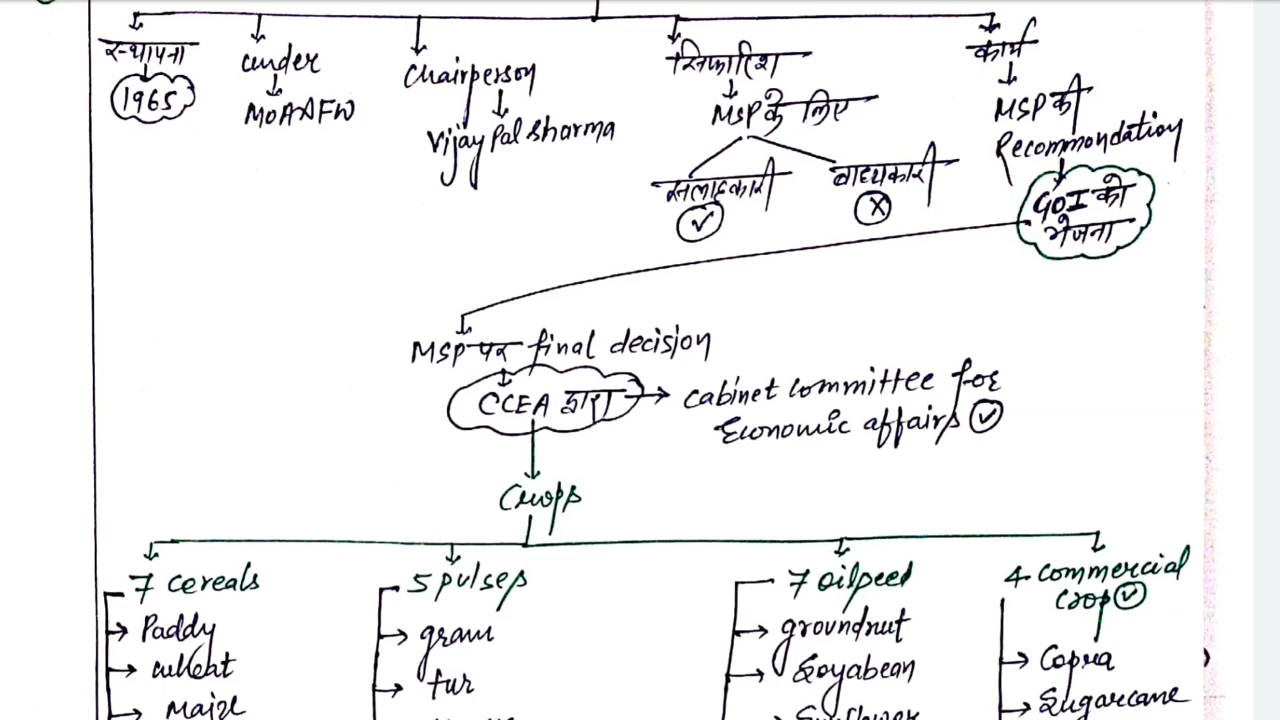 स्थापना
1965
under
MOA&FW
Chairperson
Vijay Pal Sharma
सिफारिश
MSP के लिए
सलाहकारी
बाध्यकारी
कार्य
MSP की
Recommondation
GOI को
भेजना
MSP पर final decision
CCEA द्वारा → cabinet committee for
Economic affairs
Crops
7 cereals
Paddy
wheat
Maize
5 pulses
gram
tur
7 oilseed
groundnut
Soyabean
Sunflower
4 commercial
crop
Copra
Sugarcane